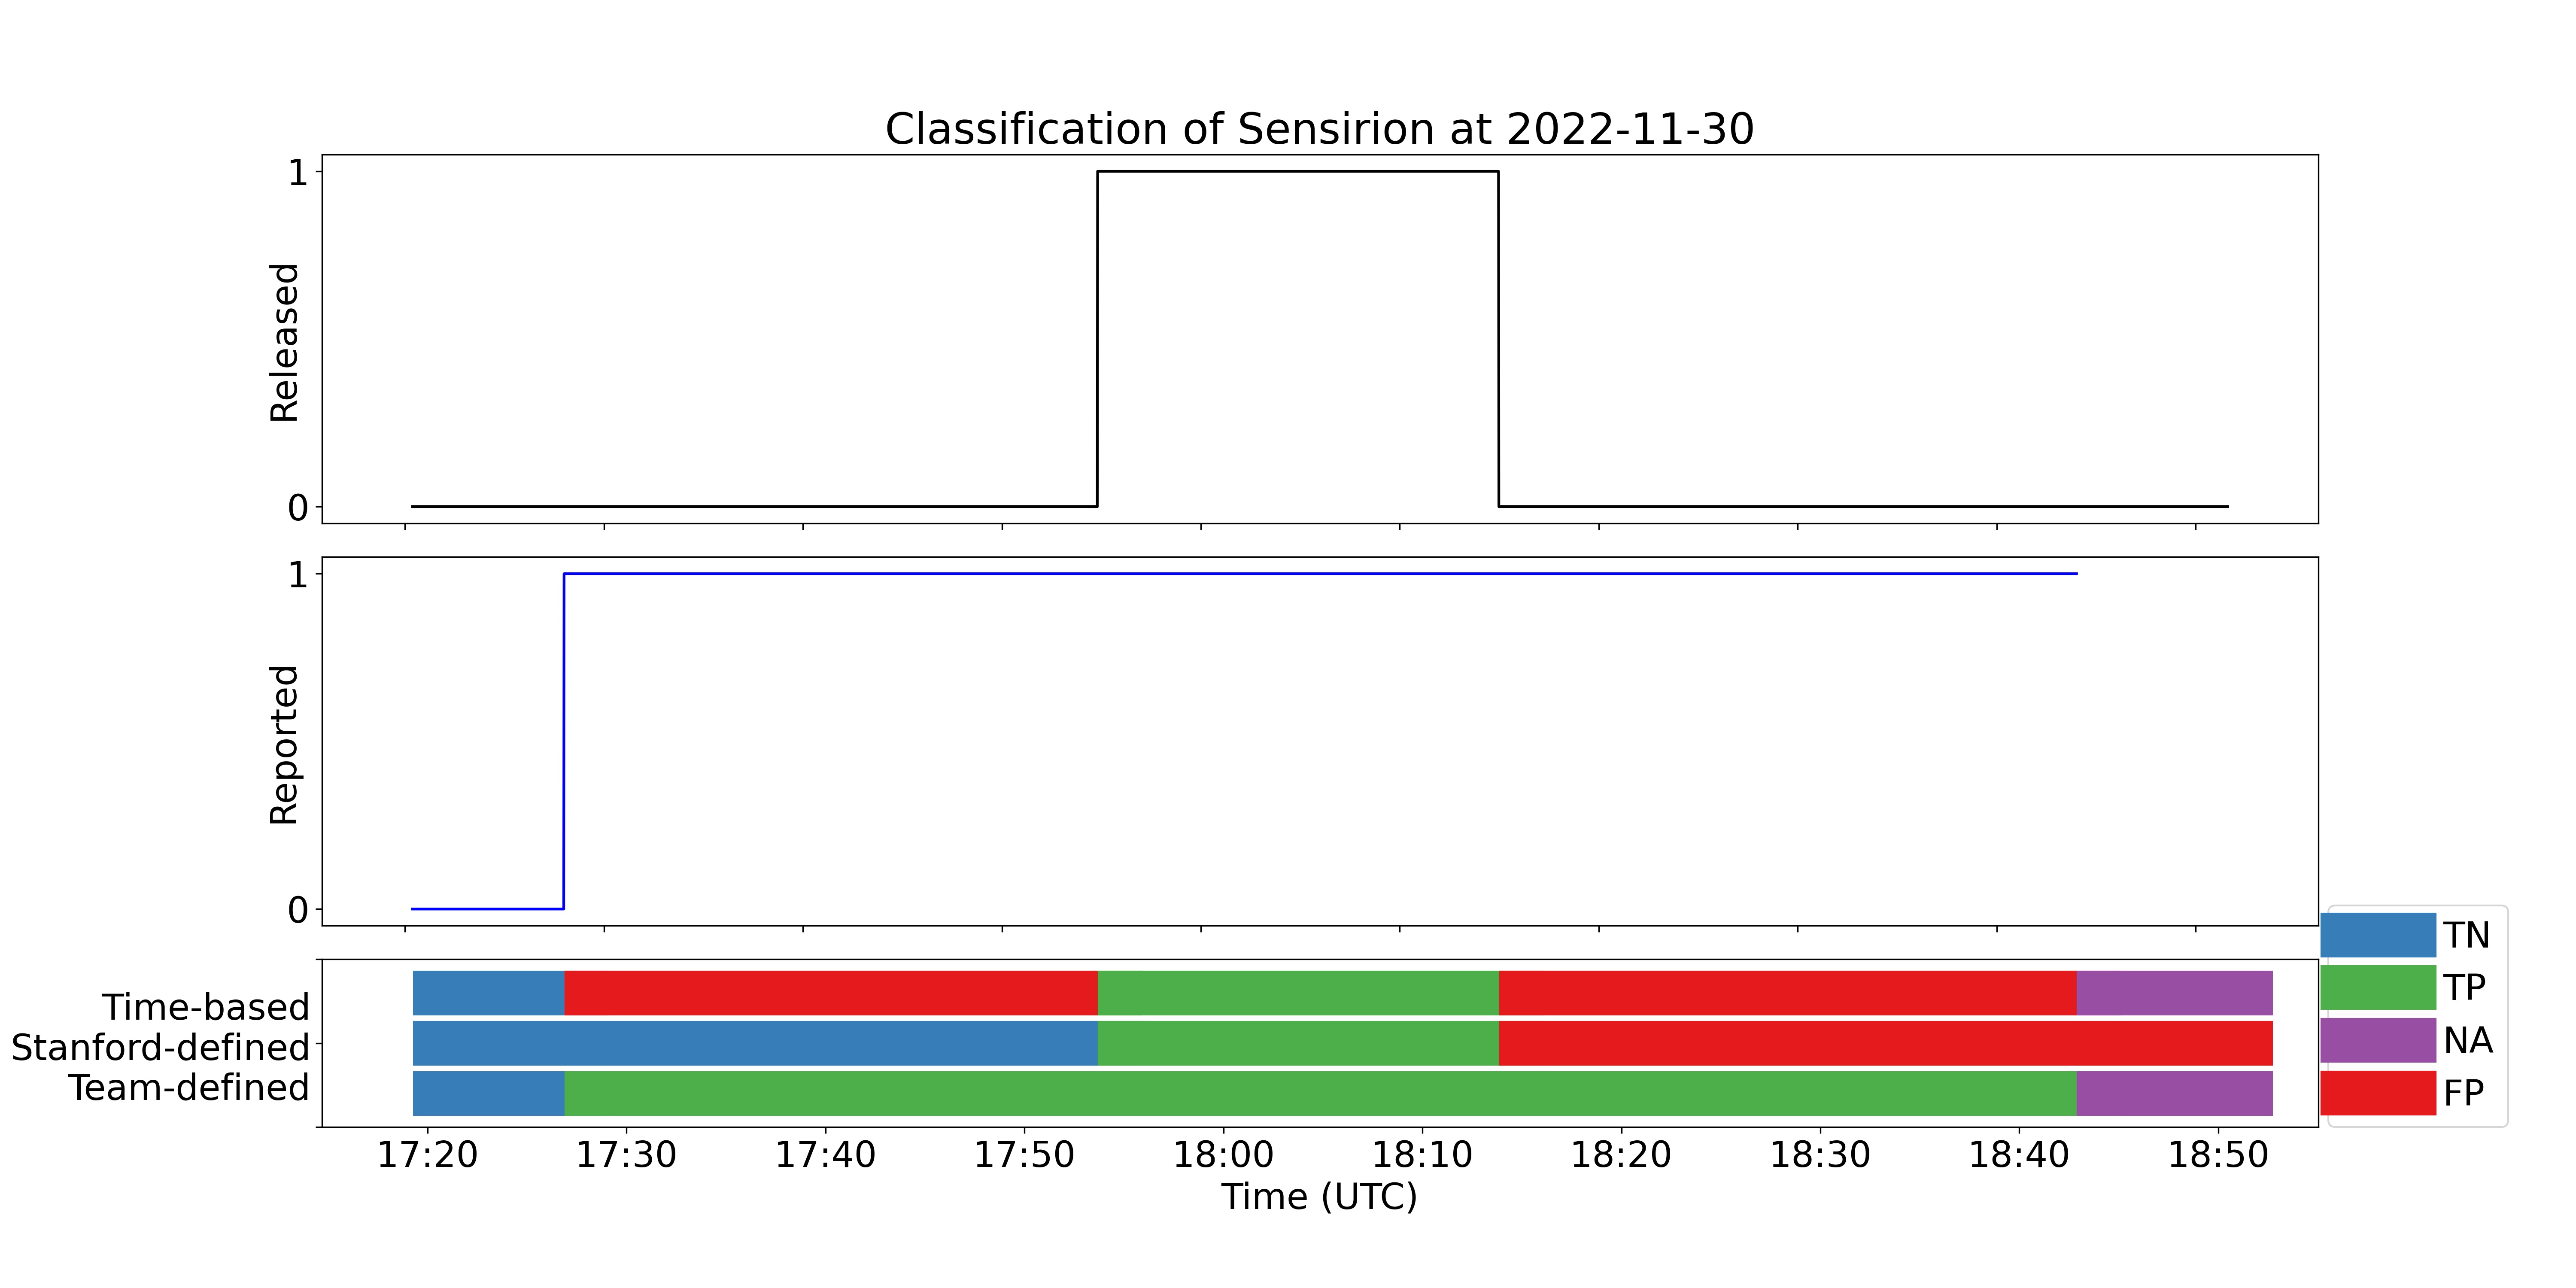 Classification of Sensirion at 2022-11-30
1
Released
0
1
Reported
0
TN
TP
NA
FP
Time-based
Stanford-defined
Team-defined
17:20 17:30 17:40 17:50 18:00 18:10 18:20 18:30 18:40 18:50
Time (UTC)